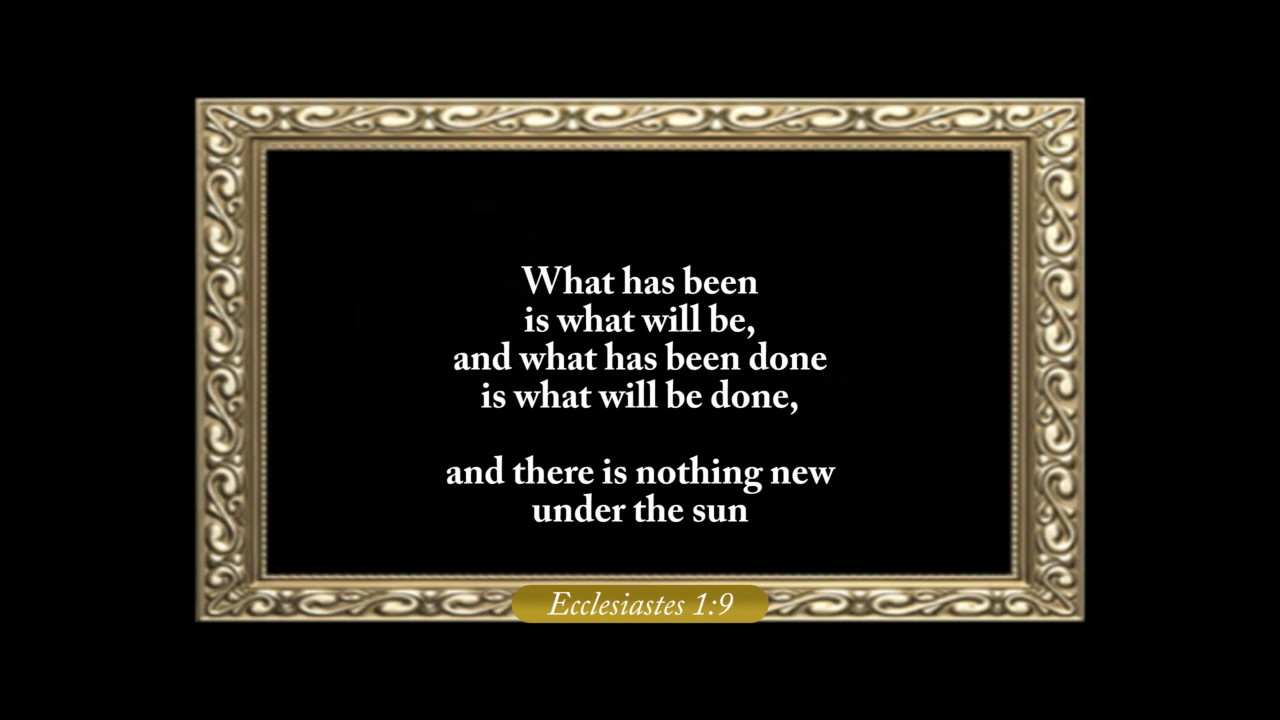 What has been
is what will be,
and what has been done
is what will be done,
and there is nothing new
under the sun
Ecclesiastes 1:9